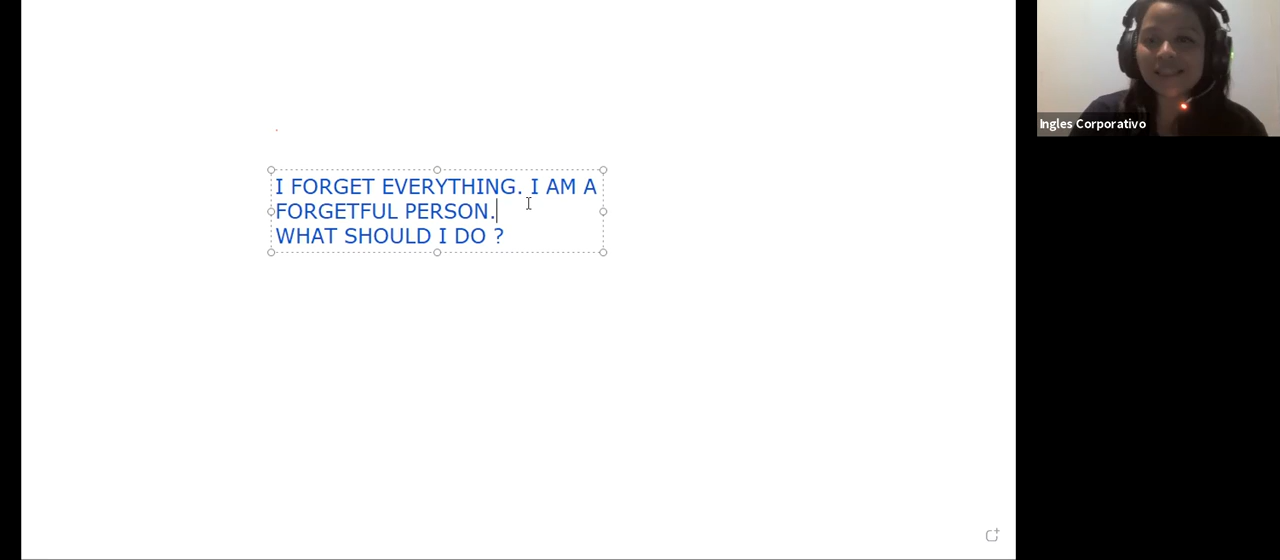 I FORGET EVERYTHING. I AM A
FORGETFUL PERSON.
WHAT SHOULD I DO ?
Ingles Corporativo